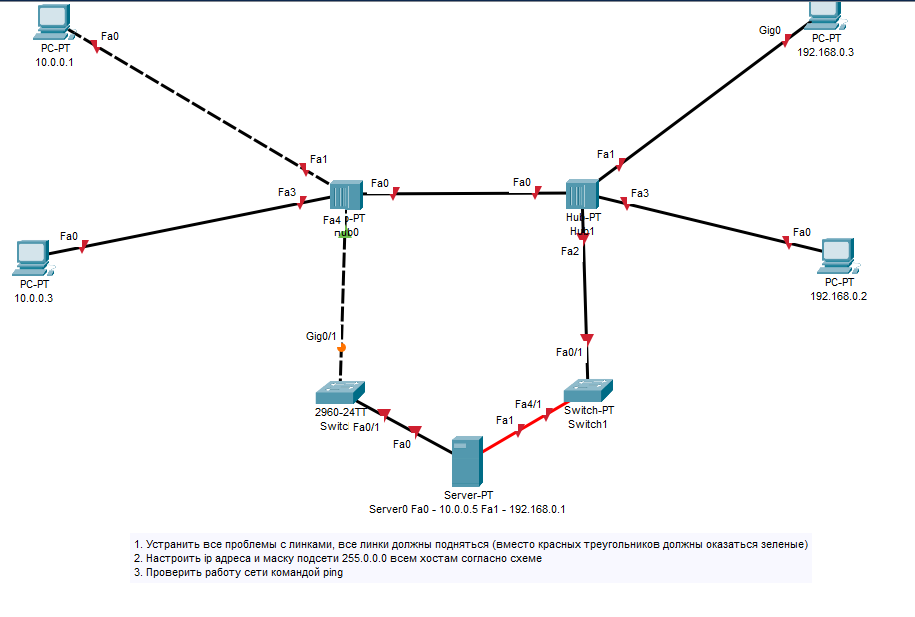 Fa0
PC-PT
10.0.0.1
Gig0
PC-PT
192.168.0.3
Fa1
Fa1
Fa3
Fa0
Fa0
Fa3
Fa4
p-PT
Hub-PT
Hub1
Fa2
Fa0
PC-PT
10.0.0.3
Fa0
PC-PT
192.168.0.2
Gig0/1
Fa0/1
2960-24TT
Fa0/1
Fa4/1
Fa1
Switch-PT
Switch1
Fa0
Server-PT
Server0 Fa0 - 10.0.0.5 Fa1 - 192.168.0.1
1. Устранить все проблемы с линками, все линки должны подняться (вместо красных треугольников должны оказаться зеленые)
2. Настроить ip адреса и маску подсети 255.0.0.0 всем хостам согласно схеме
3. Проверить работу сети командой ping